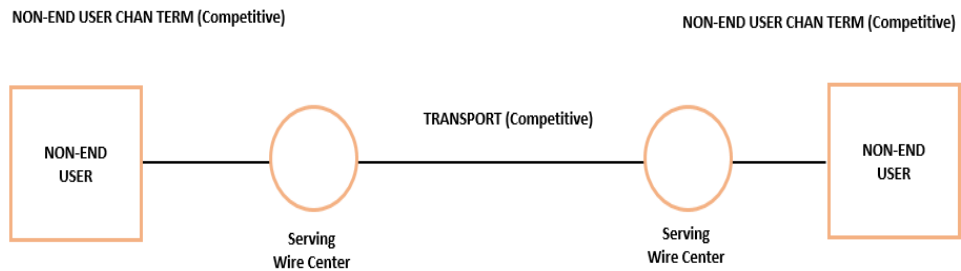 NON-END USER CHAN TERM (Competitive)
NON-END USER CHAN TERM (Competitive)
TRANSPORT (Competitive)
NON-END
USER
NON-END
USER
Serving
Wire Center
Serving
Wire Center